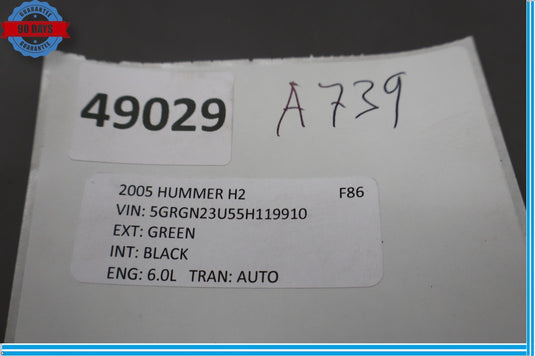 GUARANTEE
90 DAYS
GUARANTEE
49029
A 739
2005 HUMMER H2 F86
VIN: 5GRGN23U55H119910
EXT: GREEN
INT: BLACK
ENG: 6.0L TRAN: AUTO